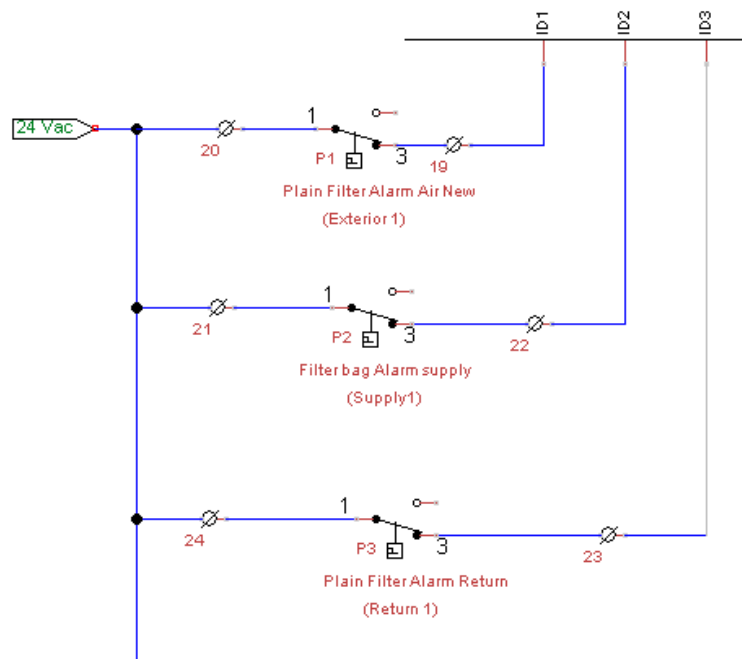 ID1
ID2
ID3
24 Vac
20
1
P1
3
19
Plain Filter Alarm Air New
(Exterior 1)
21
1
P2
3
22
Filter bag Alarm supply
(Supply1)
24
1
P3
3
23
Plain Filter Alarm Return
(Return 1)